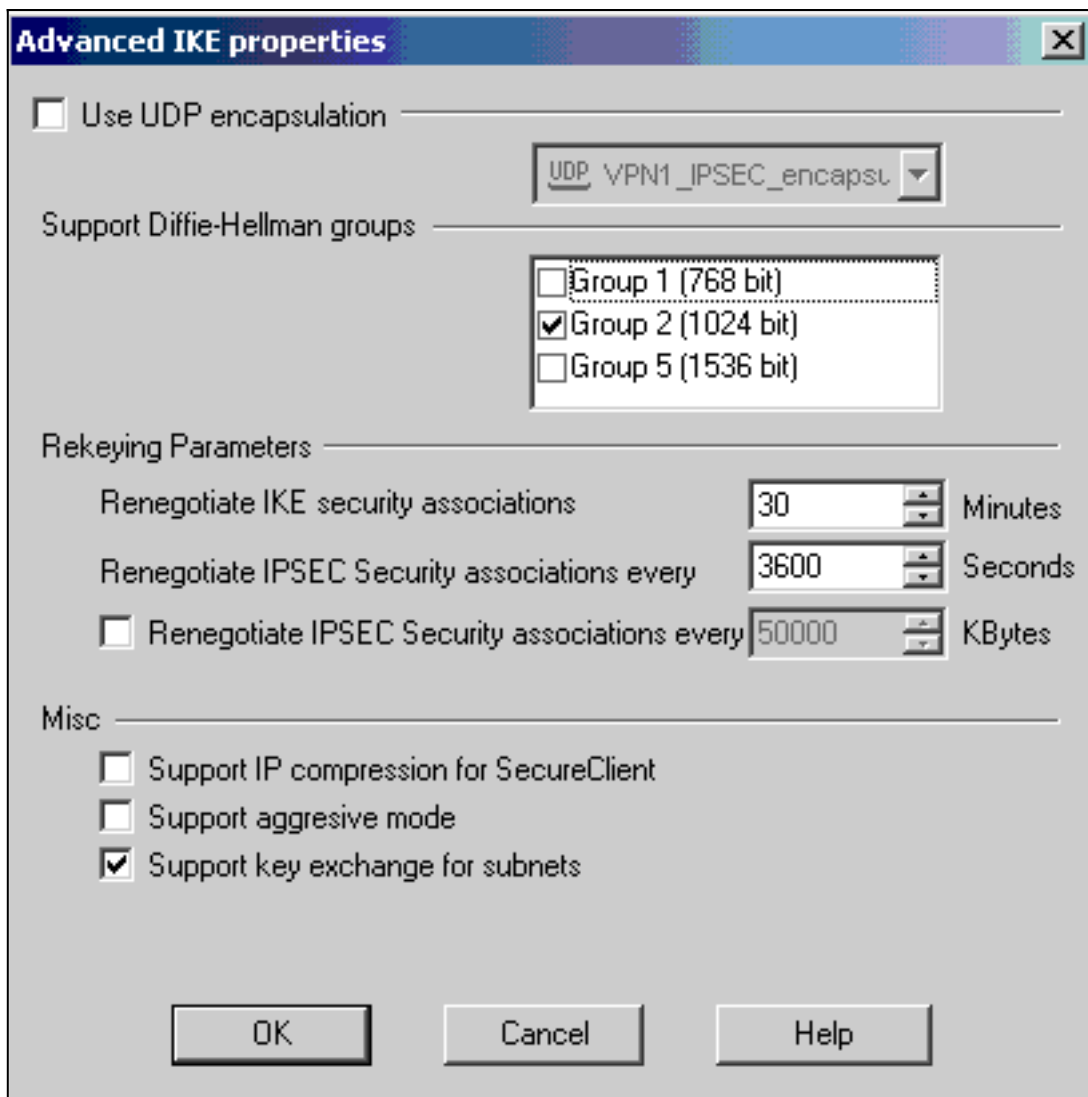 Advanced IKE properties
Use UDP encapsulation
UDP VPN1_IPSEC_encapsu
Support Diffie-Hellman groups
Group 1 (768 bit)
Group 2 (1024 bit)
Group 5 (1536 bit)
Rekeying Parameters
Renegotiate IKE security associations 30 Minutes
Renegotiate IPSEC Security associations every 3600 Seconds
Renegotiate IPSEC Security associations every 50000 KBytes
Misc
Support IP compression for SecureClient
Support aggresive mode
Support key exchange for subnets
OK Cancel Help